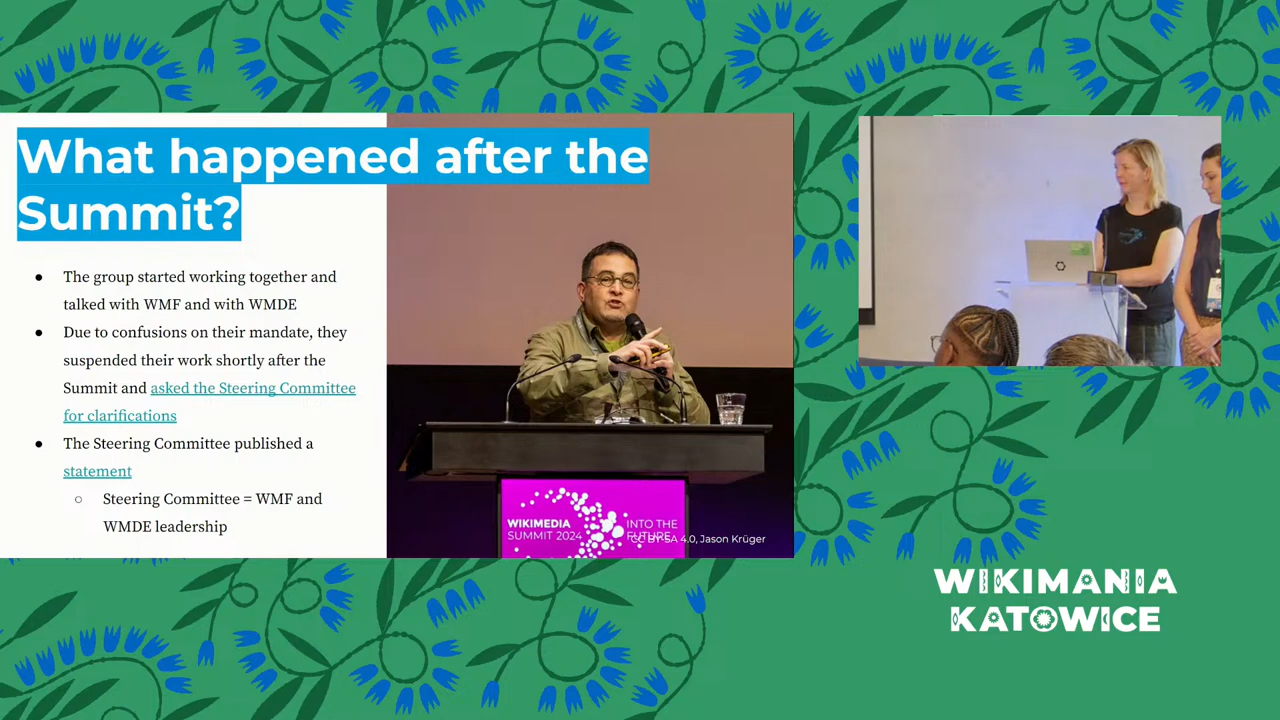 What happened after the
Summit?
● The group started working together and
talked with WMF and with WMDE
● Due to confusions on their mandate, they
suspended their work shortly after the
Summit and asked the Steering Committee
for clarifications
● The Steering Committee published a
statement
○ Steering Committee = WMF and
WMDE leadership
WIKIMEDIA
SUMMIT 2024
INTO THE
FUTURE
CC BY-SA 4.0, Jason Krüger
WIKIMANIA
KATOWICE